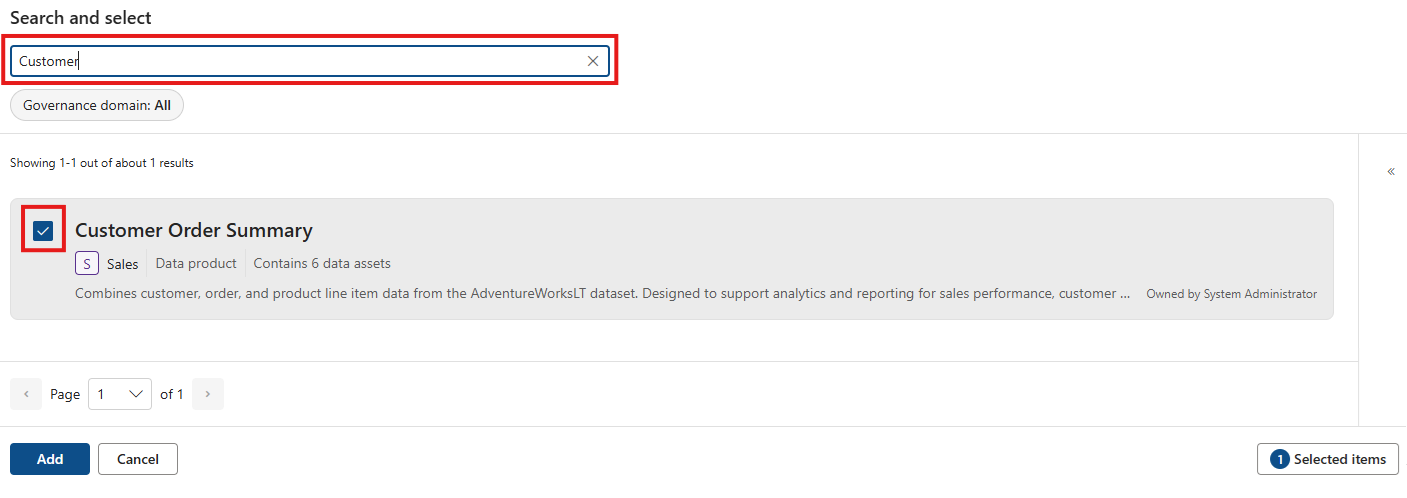 Search and select
Customer
Governance domain: All
Showing 1-1 out of about 1 results
Customer Order Summary
S Sales Data product Contains 6 data assets
Combines customer, order, and product line item data from the AdventureWorksLT dataset. Designed to support analytics and reporting for sales performance, customer ... Owned by System Administrator
Page 1 of 1
Add Cancel 1 Selected items